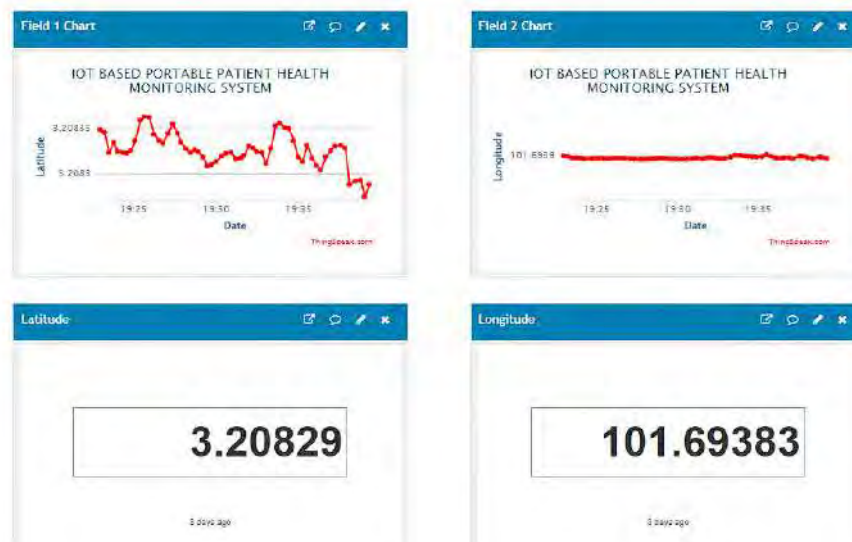 Field 1 Chart
IOT BASED PORTABLE PATIENT HEALTH
MONITORING SYSTEM
Latitude
3.20835
3.2083
19:25 19:30 19:35
Date
ThingSpeak.com
Field 2 Chart
IOT BASED PORTABLE PATIENT HEALTH
MONITORING SYSTEM
Longitude
19:25 19:30 19:35
Date
ThingSpeak.com
Latitude
3.20829
days ago
Longitude
101.69383
days ago